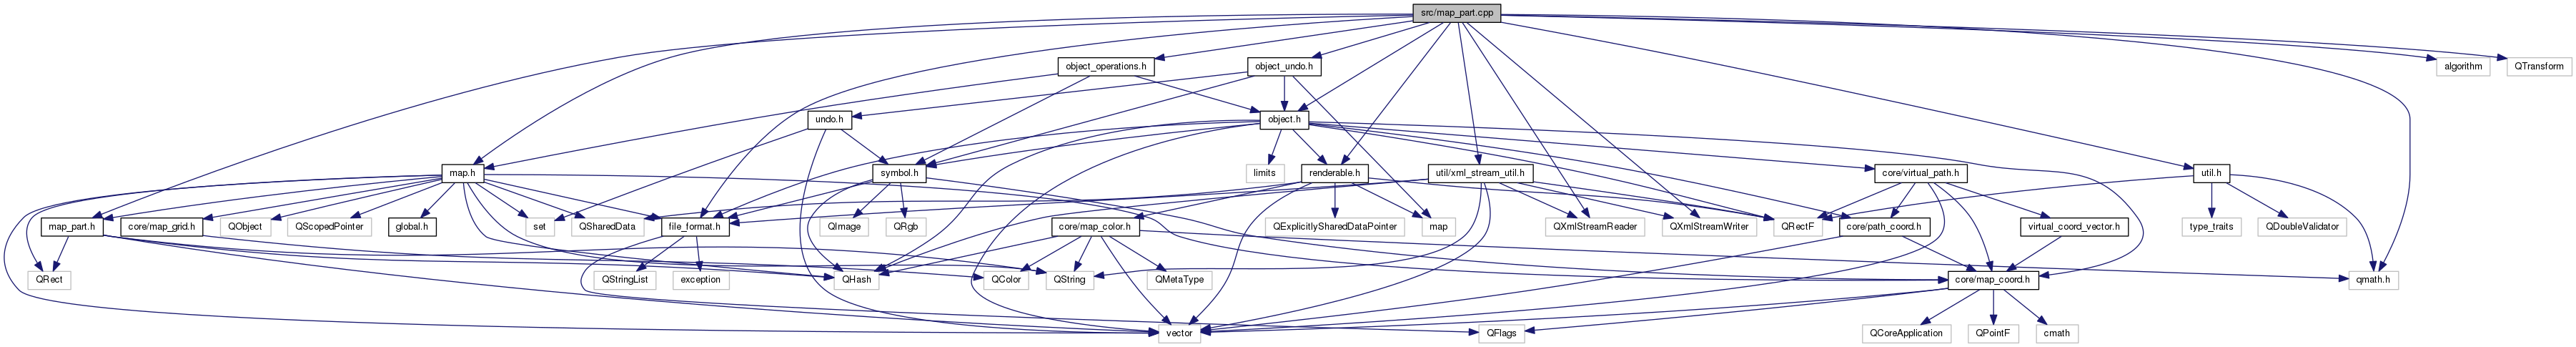 src/map_part.cpp
object_operations.h
object_undo.h
algorithm
QTransform
undo.h
object.h
map.h
symbol.h
limits
renderable.h
util/xml_stream_util.h
core/virtual_path.h
util.h
map_part.h
core/map_grid.h
QObject
QScopedPointer
global.h
set
QSharedData
file_format.h
QImage
QRgb
core/map_color.h
QExplicitlySharedDataPointer
map
QXmlStreamReader
QXmlStreamWriter
QRectF
core/path_coord.h
virtual_coord_vector.h
type_traits
QDoubleValidator
QRect
QStringList
exception
QHash
QColor
QString
QMetaType
core/map_coord.h
qmath.h
vector
QFlags
QCoreApplication
QPointF
cmath